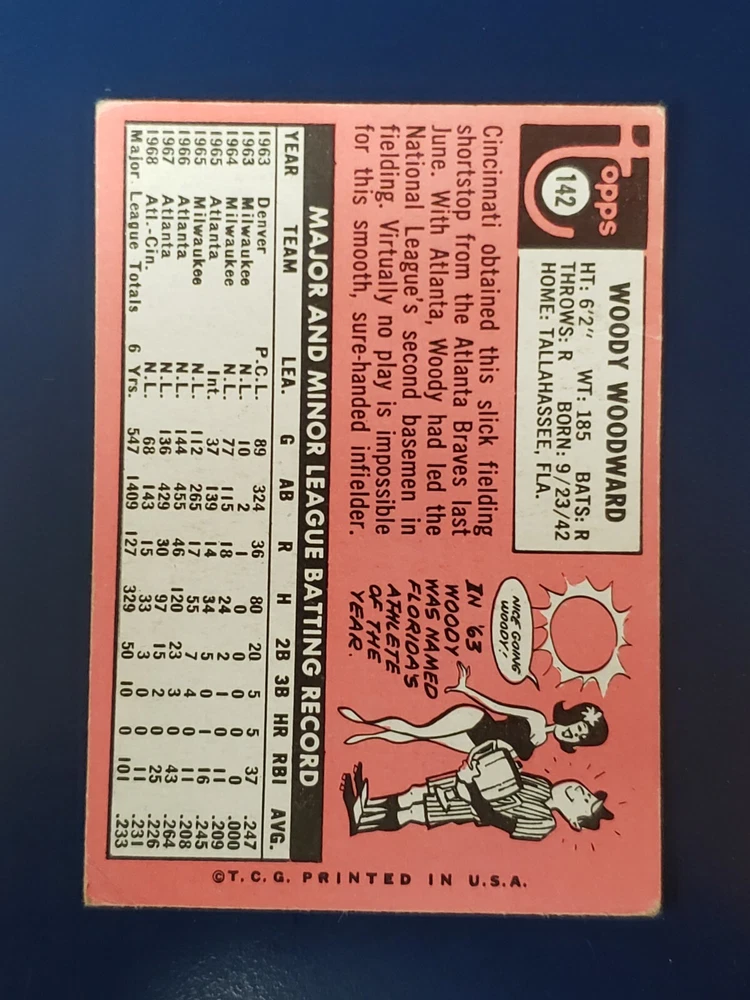 Topps
142
WOODY WOODWARD
HT: 6'2" WT: 185 BATS: R
THROWS: R BORN: 9/23/42
HOME: TALLAHASSEE, FLA.
Cincinnati obtained this slick fielding
shortstop from the Atlanta Braves last
June. With Atlanta, Woody had led the
National League's second basemen in
fielding. Virtually no play is impossible
for this smooth, sure-handed infielder.
NICE GOING
WOODY!
IN '63
WOODY
WAS NAMED
FLORIDA'S
ATHLETE
OF THE
YEAR.
MAJOR AND MINOR LEAGUE BATTING RECORD
YEAR TEAM LEA. G AB R H 2B 3B HR RBI AVG.
1963 Denver P.C.L. 89 324 36 80 20 5 5 37 .247
1963 Milwaukee N.L. 10 2 1 0 0 0 0 0 .000
1964 Milwaukee N.L. 77 115 18 24 2 1 0 11 .209
1965 Atlanta Int. 37 139 14 34 5 0 1 16 .245
1965 Milwaukee N.L. 112 265 17 55 7 4 0 11 .208
1966 Atlanta N.L. 144 455 46 120 23 3 0 43 .264
1967 Atlanta N.L. 136 429 30 97 15 2 0 25 .226
1968 Atl.-Cin. N.L. 68 143 15 33 3 0 0 11 .231
Major League Totals 6 Yrs. 547 1409 127 329 50 10 0 101 .233
©T.C.G. PRINTED IN U.S.A.